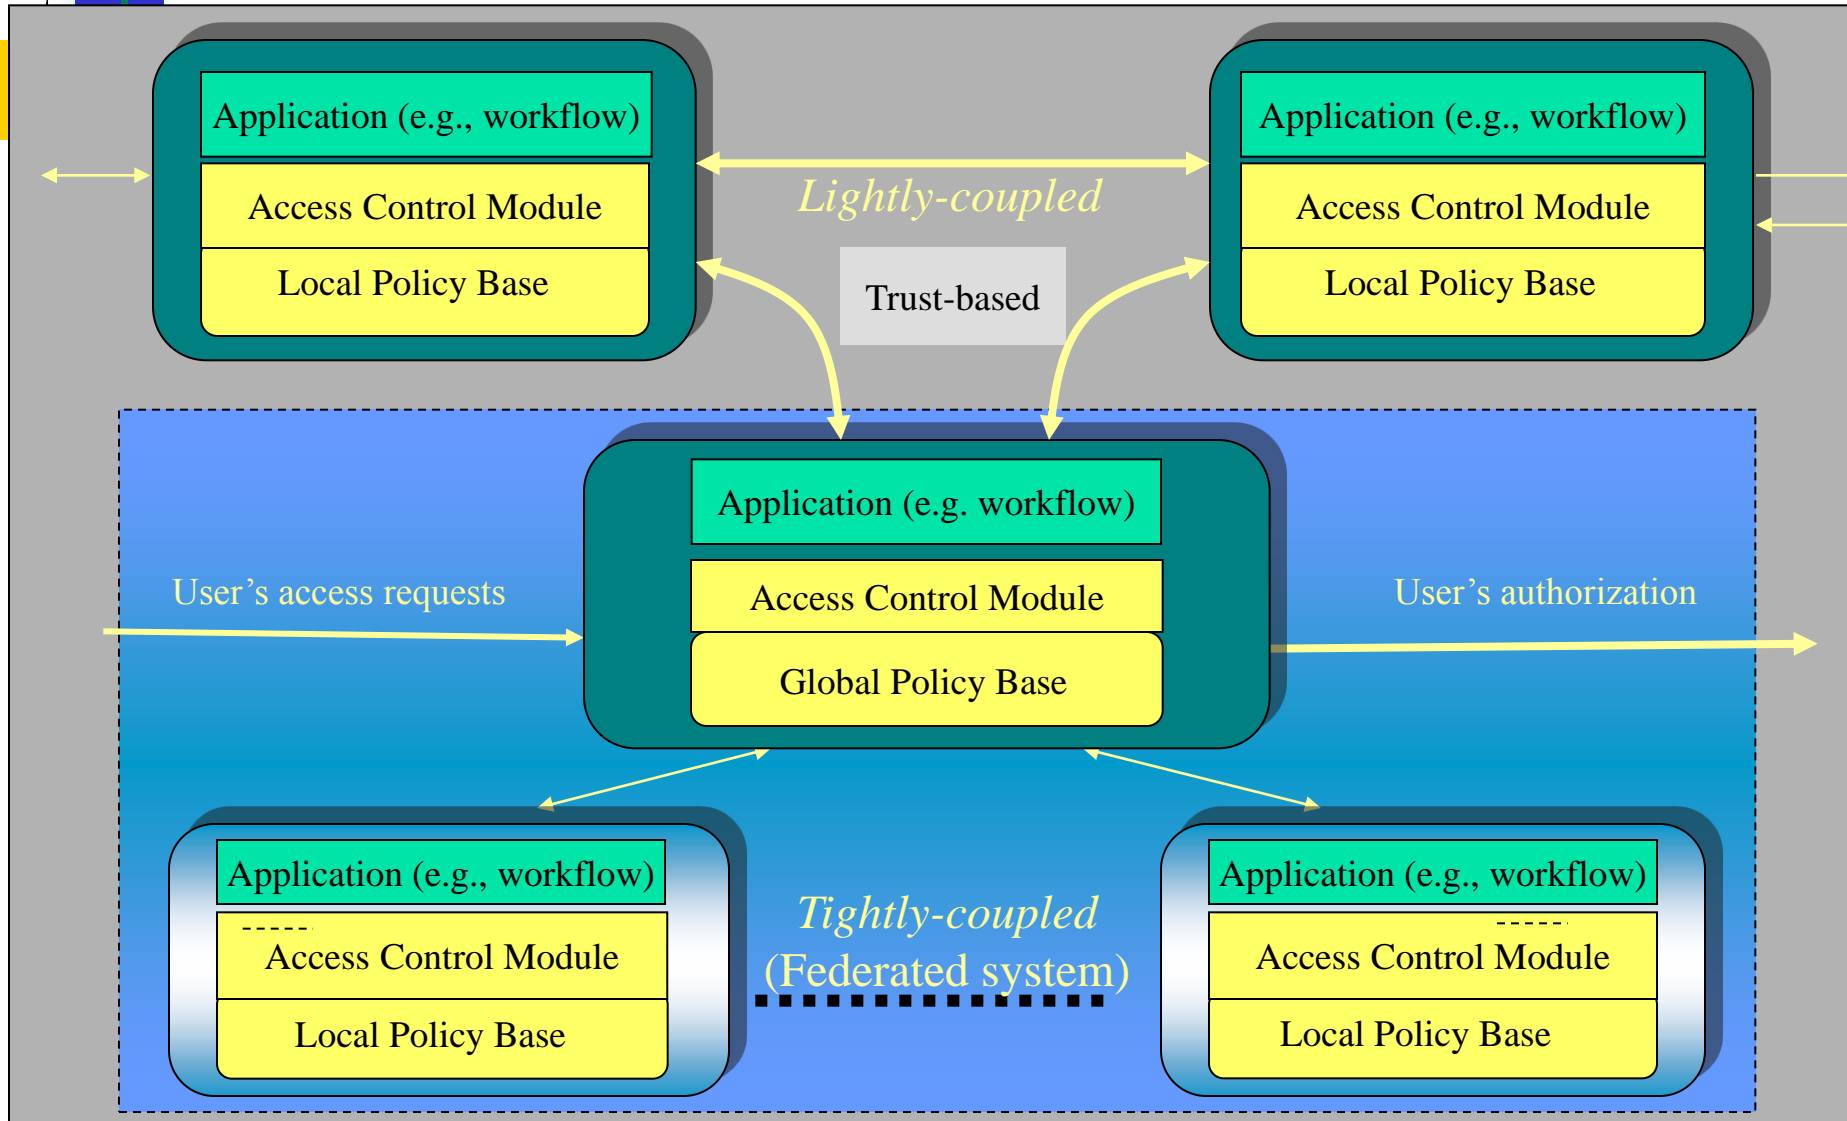 Application (e.g., workflow)
Access Control Module
Local Policy Base
Lightly-coupled
Trust-based
Application (e.g., workflow)
Access Control Module
Local Policy Base
Application (e.g. workflow)
Access Control Module
Global Policy Base
User’s access requests
User’s authorization
Application (e.g., workflow)
Access Control Module
Local Policy Base
Tightly-coupled
(Federated system)
Application (e.g., workflow)
Access Control Module
Local Policy Base